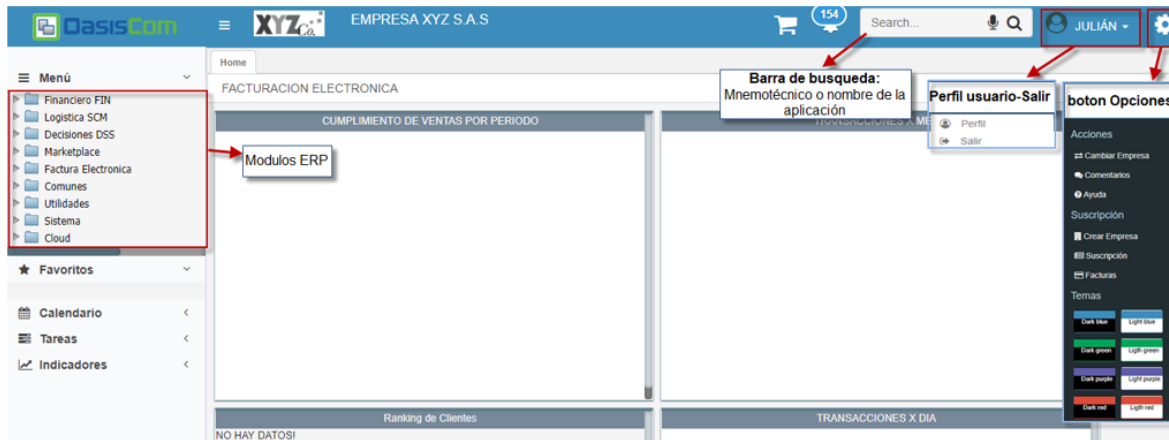 OasisCom
XYZ Co.
EMPRESA XYZ S.A.S
154
Search...
JULIÁN
Menú
Financiero FIN
Logistica SCM
Decisiones DSS
Marketplace
Factura Electronica
Comunes
Utilidades
Sistema
Cloud
Favoritos
Calendario
Tareas
Indicadores
Home
FACTURACION ELECTRONICA
CUMPLIMIENTO DE VENTAS POR PERIODO
TRANSACCIONES X ME
Modulos ERP
Barra de busqueda:
Mnemotécnico o nombre de la
aplicación
Perfil usuario-Salir
Perfil
Salir
boton Opciones
Acciones
Cambiar Empresa
Comentarios
Ayuda
Suscripción
Crear Empresa
Suscripción
Facturas
Temas
Dark blue
Light blue
Dark green
Ligth green
Dark purple
Light purple
Dark red
Ligth red
Ranking de Clientes
NO HAY DATOS!
TRANSACCIONES X DIA